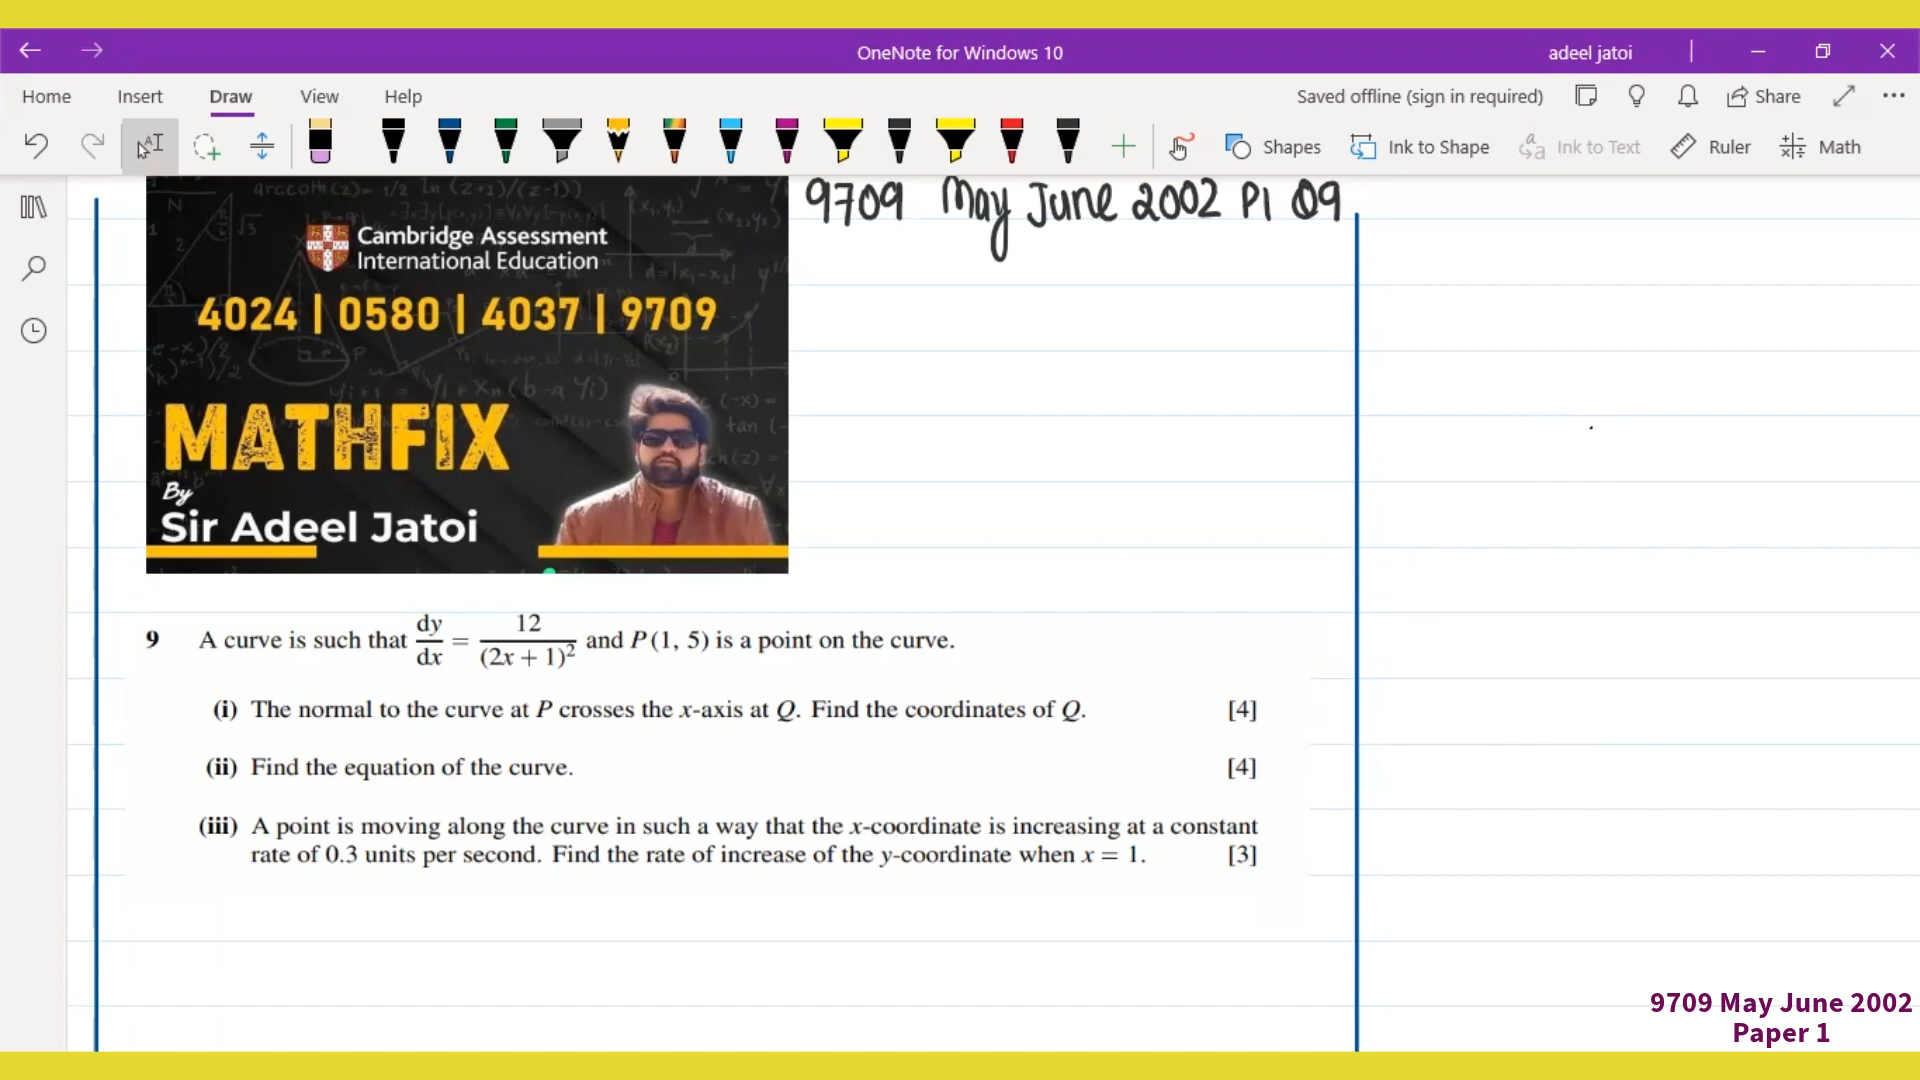 OneNote for Windows 10
adeel jatoi
Home Insert Draw View Help
Saved offline (sign in required)
Share
Shapes Ink to Shape Ink to Text Ruler Math
9709 May June 2002 P1 Q9
Cambridge Assessment
International Education
4024 | 0580 | 4037 | 9709
MATHFIX
By
Sir Adeel Jatoi
9 A curve is such that dy/dx = 12/(2x + 1)² and P (1, 5) is a point on the curve.
(i) The normal to the curve at P crosses the x-axis at Q. Find the coordinates of Q. [4]
(ii) Find the equation of the curve. [4]
(iii) A point is moving along the curve in such a way that the x-coordinate is increasing at a constant
rate of 0.3 units per second. Find the rate of increase of the y-coordinate when x = 1. [3]
9709 May June 2002
Paper 1